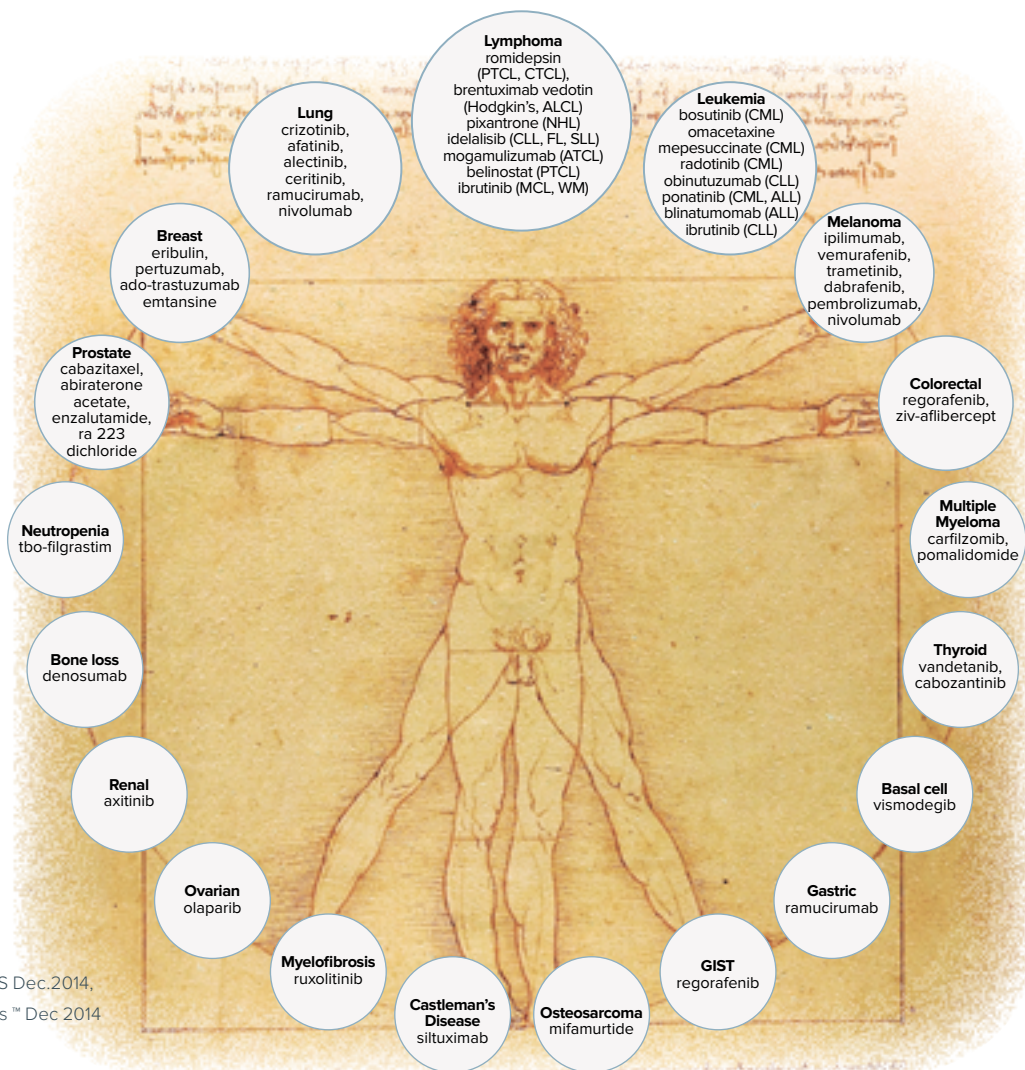 Lymphoma
romidepsin
(PTCL, CTCL),
brentuximab vedotin
(Hodgkin's, ALCL)
pixantrone (NHL)
idelalisib (CLL, FL, SLL)
mogamulizumab (ATCL)
belinostat (PTCL)
ibrutinib (MCL, WM)
Lung
crizotinib,
afatinib,
alectinib,
ceritinib,
ramucirumab,
nivolumab
Leukemia
bosutinib (CML)
omacetaxine
mepesuccinate (CML)
radotinib (CML)
obinutuzumab (CLL)
ponatinib (CML, ALL)
blinatumomab (ALL)
ibrutinib (CLL)
Breast
eribulin,
pertuzumab,
ado-trastuzumab
emtansine
Melanoma
ipilimumab,
vemurafenib,
trametinib,
dabrafenib,
pembrolizumab,
nivolumab
Prostate
cabazitaxel,
abiraterone
acetate,
enzalutamide,
ra 223
dichloride
Colorectal
regorafenib,
ziv-aflibercept
Neutropenia
tbo-filgrastim
Multiple
Myeloma
carfilzomib,
pomalidomide
Bone loss
denosumab
Thyroid
vandetanib,
cabozantinib
Renal
axitinib
Basal cell
vismodegib
Ovarian
olaparib
Gastric
ramucirumab
Myelofibrosis
ruxolitinib
GIST
regorafenib
Castleman's
Disease
siltuximab
Osteosarcoma
mifamurtide
S Dec.2014,
s ™ Dec 2014